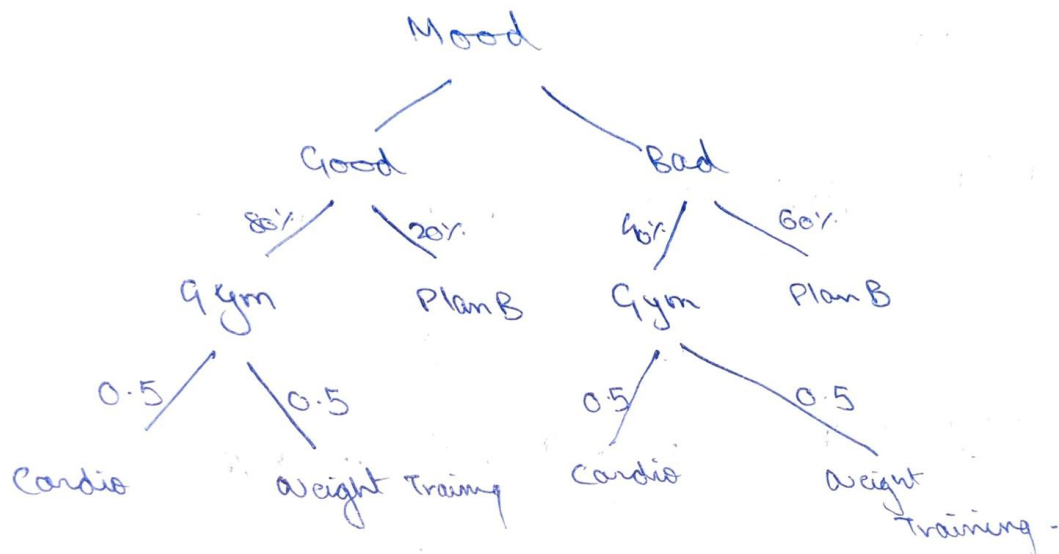 Mood
Good Bad
80% 20% 40% 60%
Gym Plan B Gym Plan B
0.5 0.5 0.5 0.5
Cardio Weight Training Cardio Weight
Training